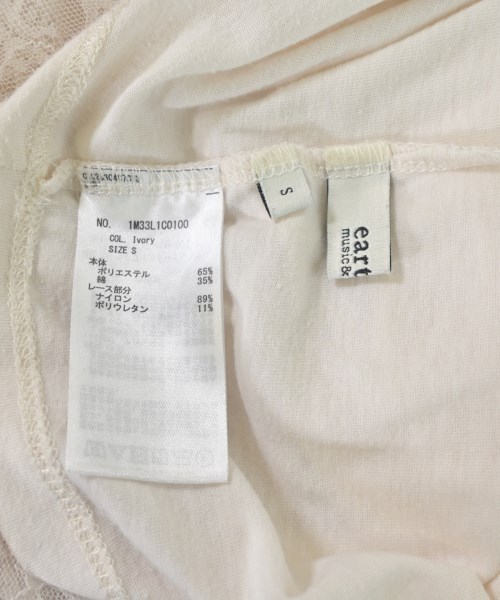 NO. 1M33L1C0100
COL. Ivory
SIZE S
本体
ポリエステル 65%
綿 35%
レース部分
ナイロン 89%
ポリウレタン 11%
S
eart
music&